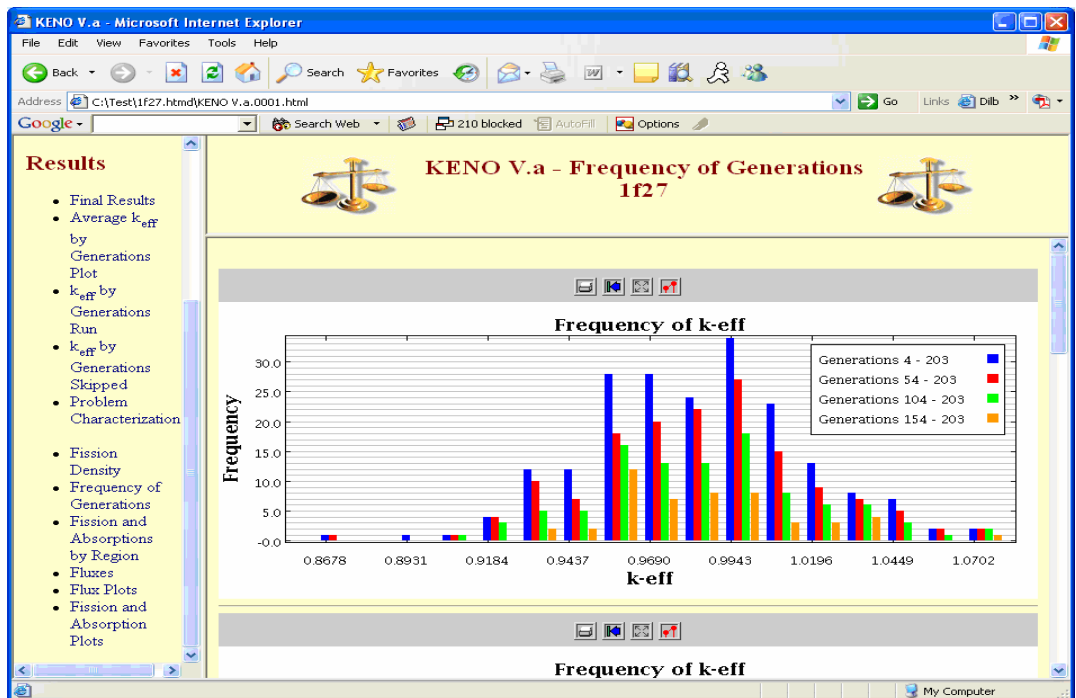 KENO V.a - Microsoft Internet Explorer
File Edit View Favorites Tools Help
Back Search Favorites
Address C:\Test\1f27.htmd\KENO V.a.0001.html Go Links Dilb »
Google Search Web 210 blocked AutoFill Options
Results
Final Results
Average keff
by
Generations
Plot
keff by
Generations
Run
keff by
Generations
Skipped
Problem
Characterization
Fission
Density
Frequency of
Generations
Fission and
Absorptions
by Region
Fluxes
Flux Plots
Fission and
Absorption
Plots
KENO V.a - Frequency of Generations
1f27
Frequency of k-eff
Frequency
30.0
25.0
20.0
15.0
10.0
5.0
-0.0
Generations 4 - 203
Generations 54 - 203
Generations 104 - 203
Generations 154 - 203
0.8678 0.8931 0.9184 0.9437 0.9690 0.9943 1.0196 1.0449 1.0702
k-eff
Frequency of k-eff
My Computer